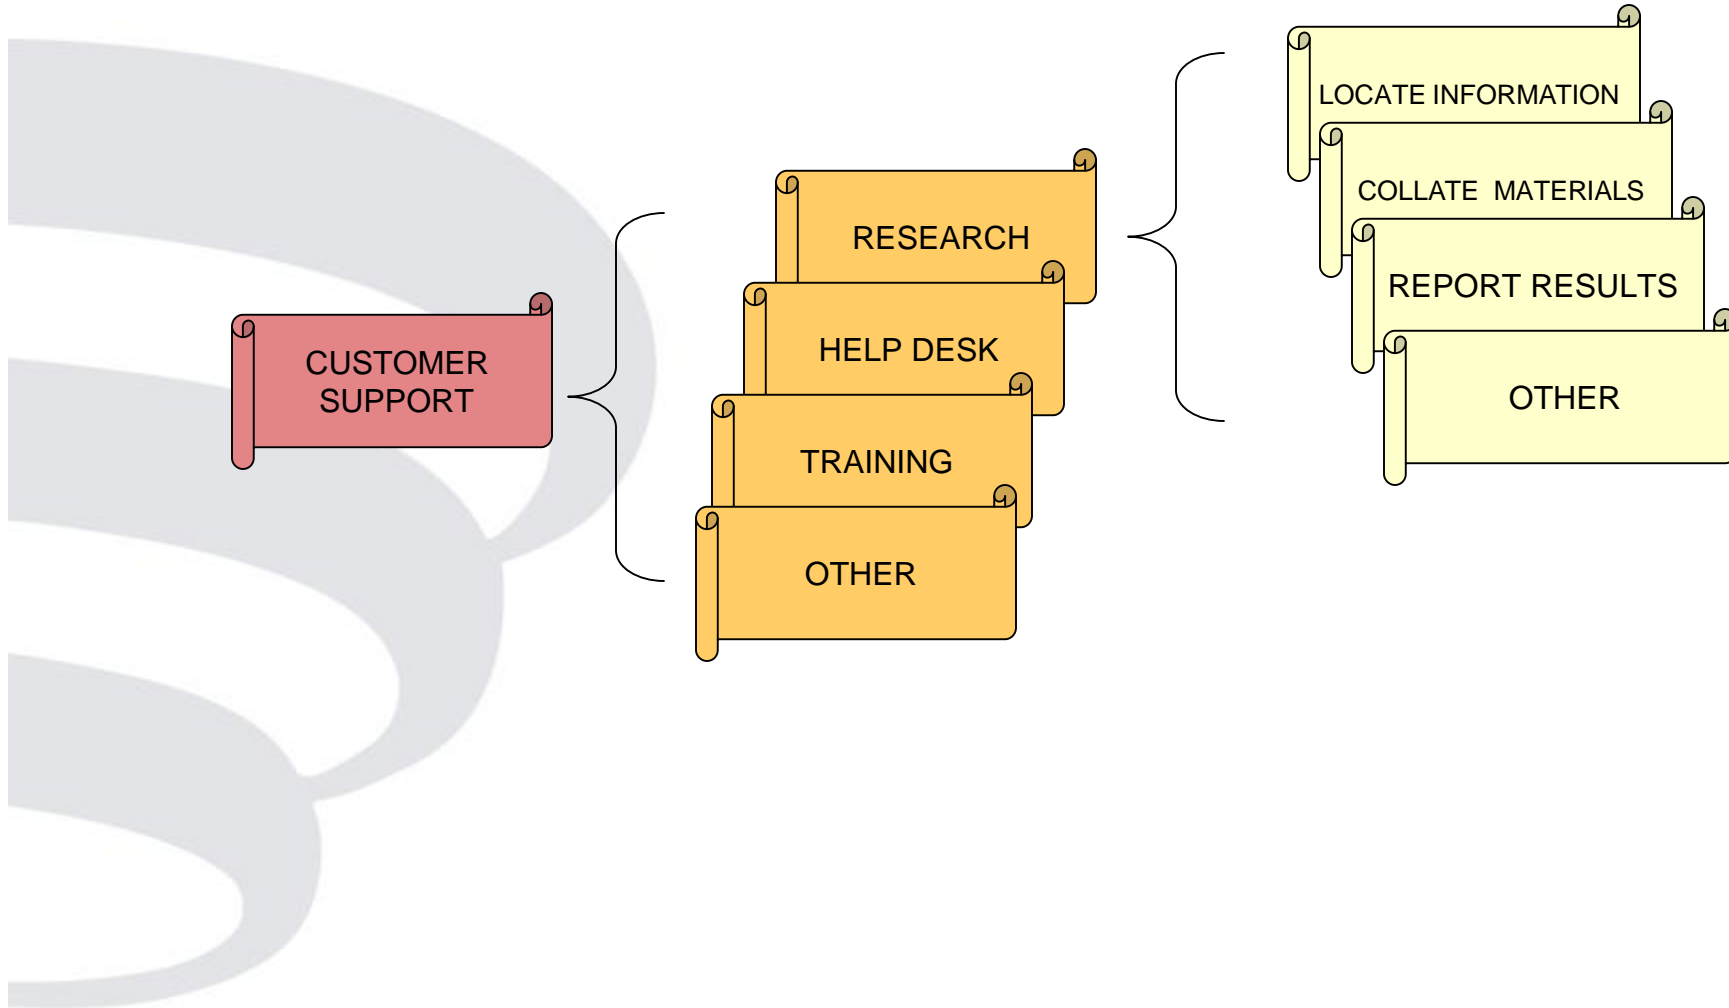 CUSTOMER
SUPPORT
RESEARCH
HELP DESK
TRAINING
OTHER
LOCATE INFORMATION
COLLATE  MATERIALS
REPORT RESULTS
OTHER